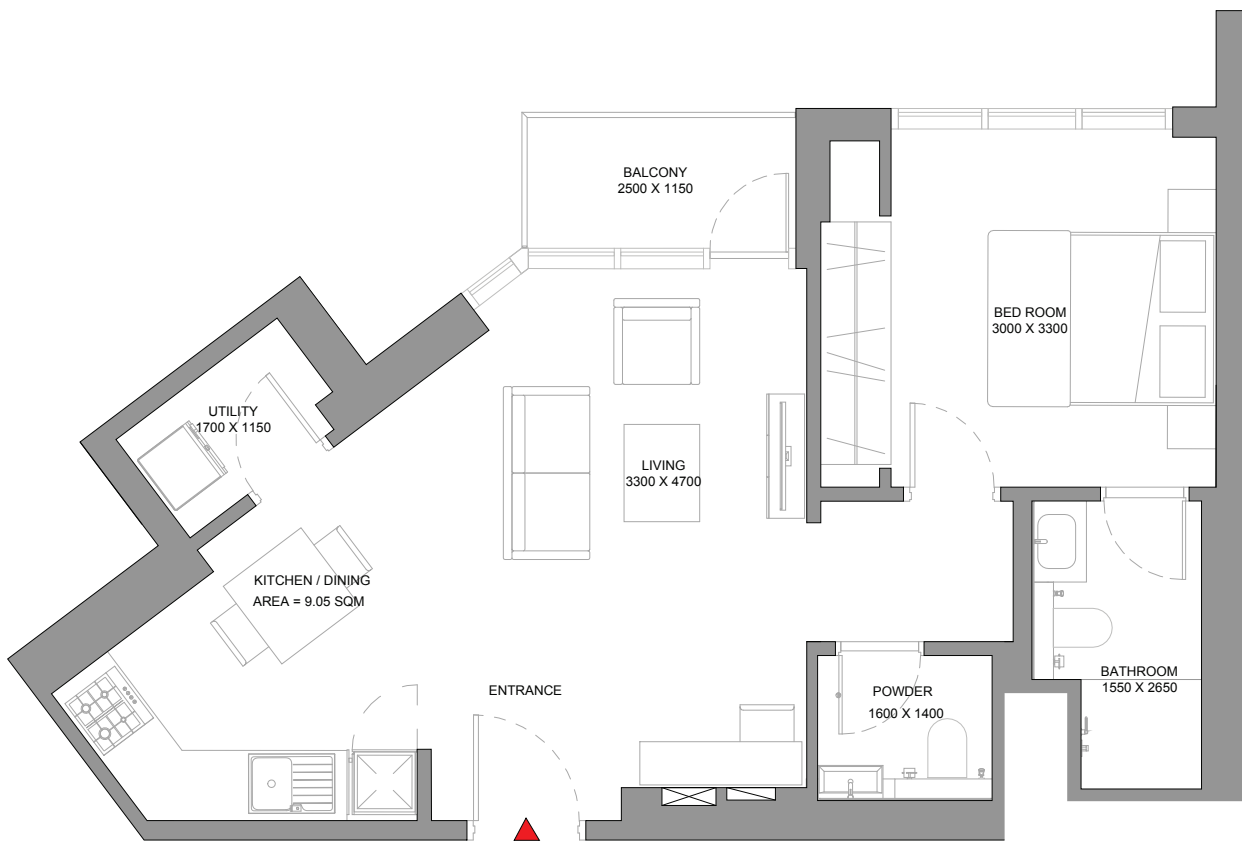 BALCONY
2500 X 1150
BED ROOM
3000 X 3300
UTILITY
1700 X 1150
LIVING
3300 X 4700
KITCHEN / DINING
AREA = 9.05 SQM
ENTRANCE
POWDER
1600 X 1400
BATHROOM
1550 X 2650